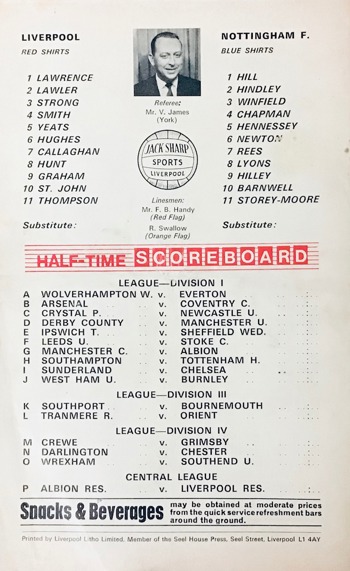 LIVERPOOL
RED SHIRTS
1 LAWRENCE
2 LAWLER
3 STRONG
4 SMITH
5 YEATS
6 HUGHES
7 CALLAGHAN
8 HUNT
9 GRAHAM
10 ST. JOHN
11 THOMPSON
Substitute:
Referee:
Mr. V. James
(York)
JACK SHARP
SPORTS
LIVERPOOL
Linesmen:
Mr. F. B. Handy
(Red Flag)
R. Swallow
(Orange Flag)
NOTTINGHAM F.
BLUE SHIRTS
1 HILL
2 HINDLEY
3 WINFIELD
4 CHAPMAN
5 HENNESSEY
6 NEWTON
7 REES
8 LYONS
9 HILLEY
10 BARNWELL
11 STOREY-MOORE
Substitute:
HALF-TIME SCOREBOARD
LEAGUE—DIVISION I
A WOLVERHAMPTON W. v. EVERTON
B ARSENAL v. COVENTRY C.
C CRYSTAL P. v. NEWCASTLE U.
D DERBY COUNTY v. MANCHESTER U.
E IPSWICH T. v. SHEFFIELD WED.
F LEEDS U. v. STOKE C.
G MANCHESTER C. v. ALBION
H SOUTHAMPTON v. TOTTENHAM H.
I SUNDERLAND v. CHELSEA
J WEST HAM U. v. BURNLEY
LEAGUE—DIVISION III
K SOUTHPORT v. BOURNEMOUTH
L TRANMERE R. v. ORIENT
LEAGUE—DIVISION IV
M CREWE v. GRIMSBY
N DARLINGTON v. CHESTER
O WREXHAM v. SOUTHEND U.
CENTRAL LEAGUE
P ALBION RES. v. LIVERPOOL RES.
Snacks & Beverages may be obtained at moderate prices
from the quick service refreshment bars
around the ground.
Printed by Liverpool Litho Limited, Member of the Seel House Press, Seel Street, Liverpool L1 4AY